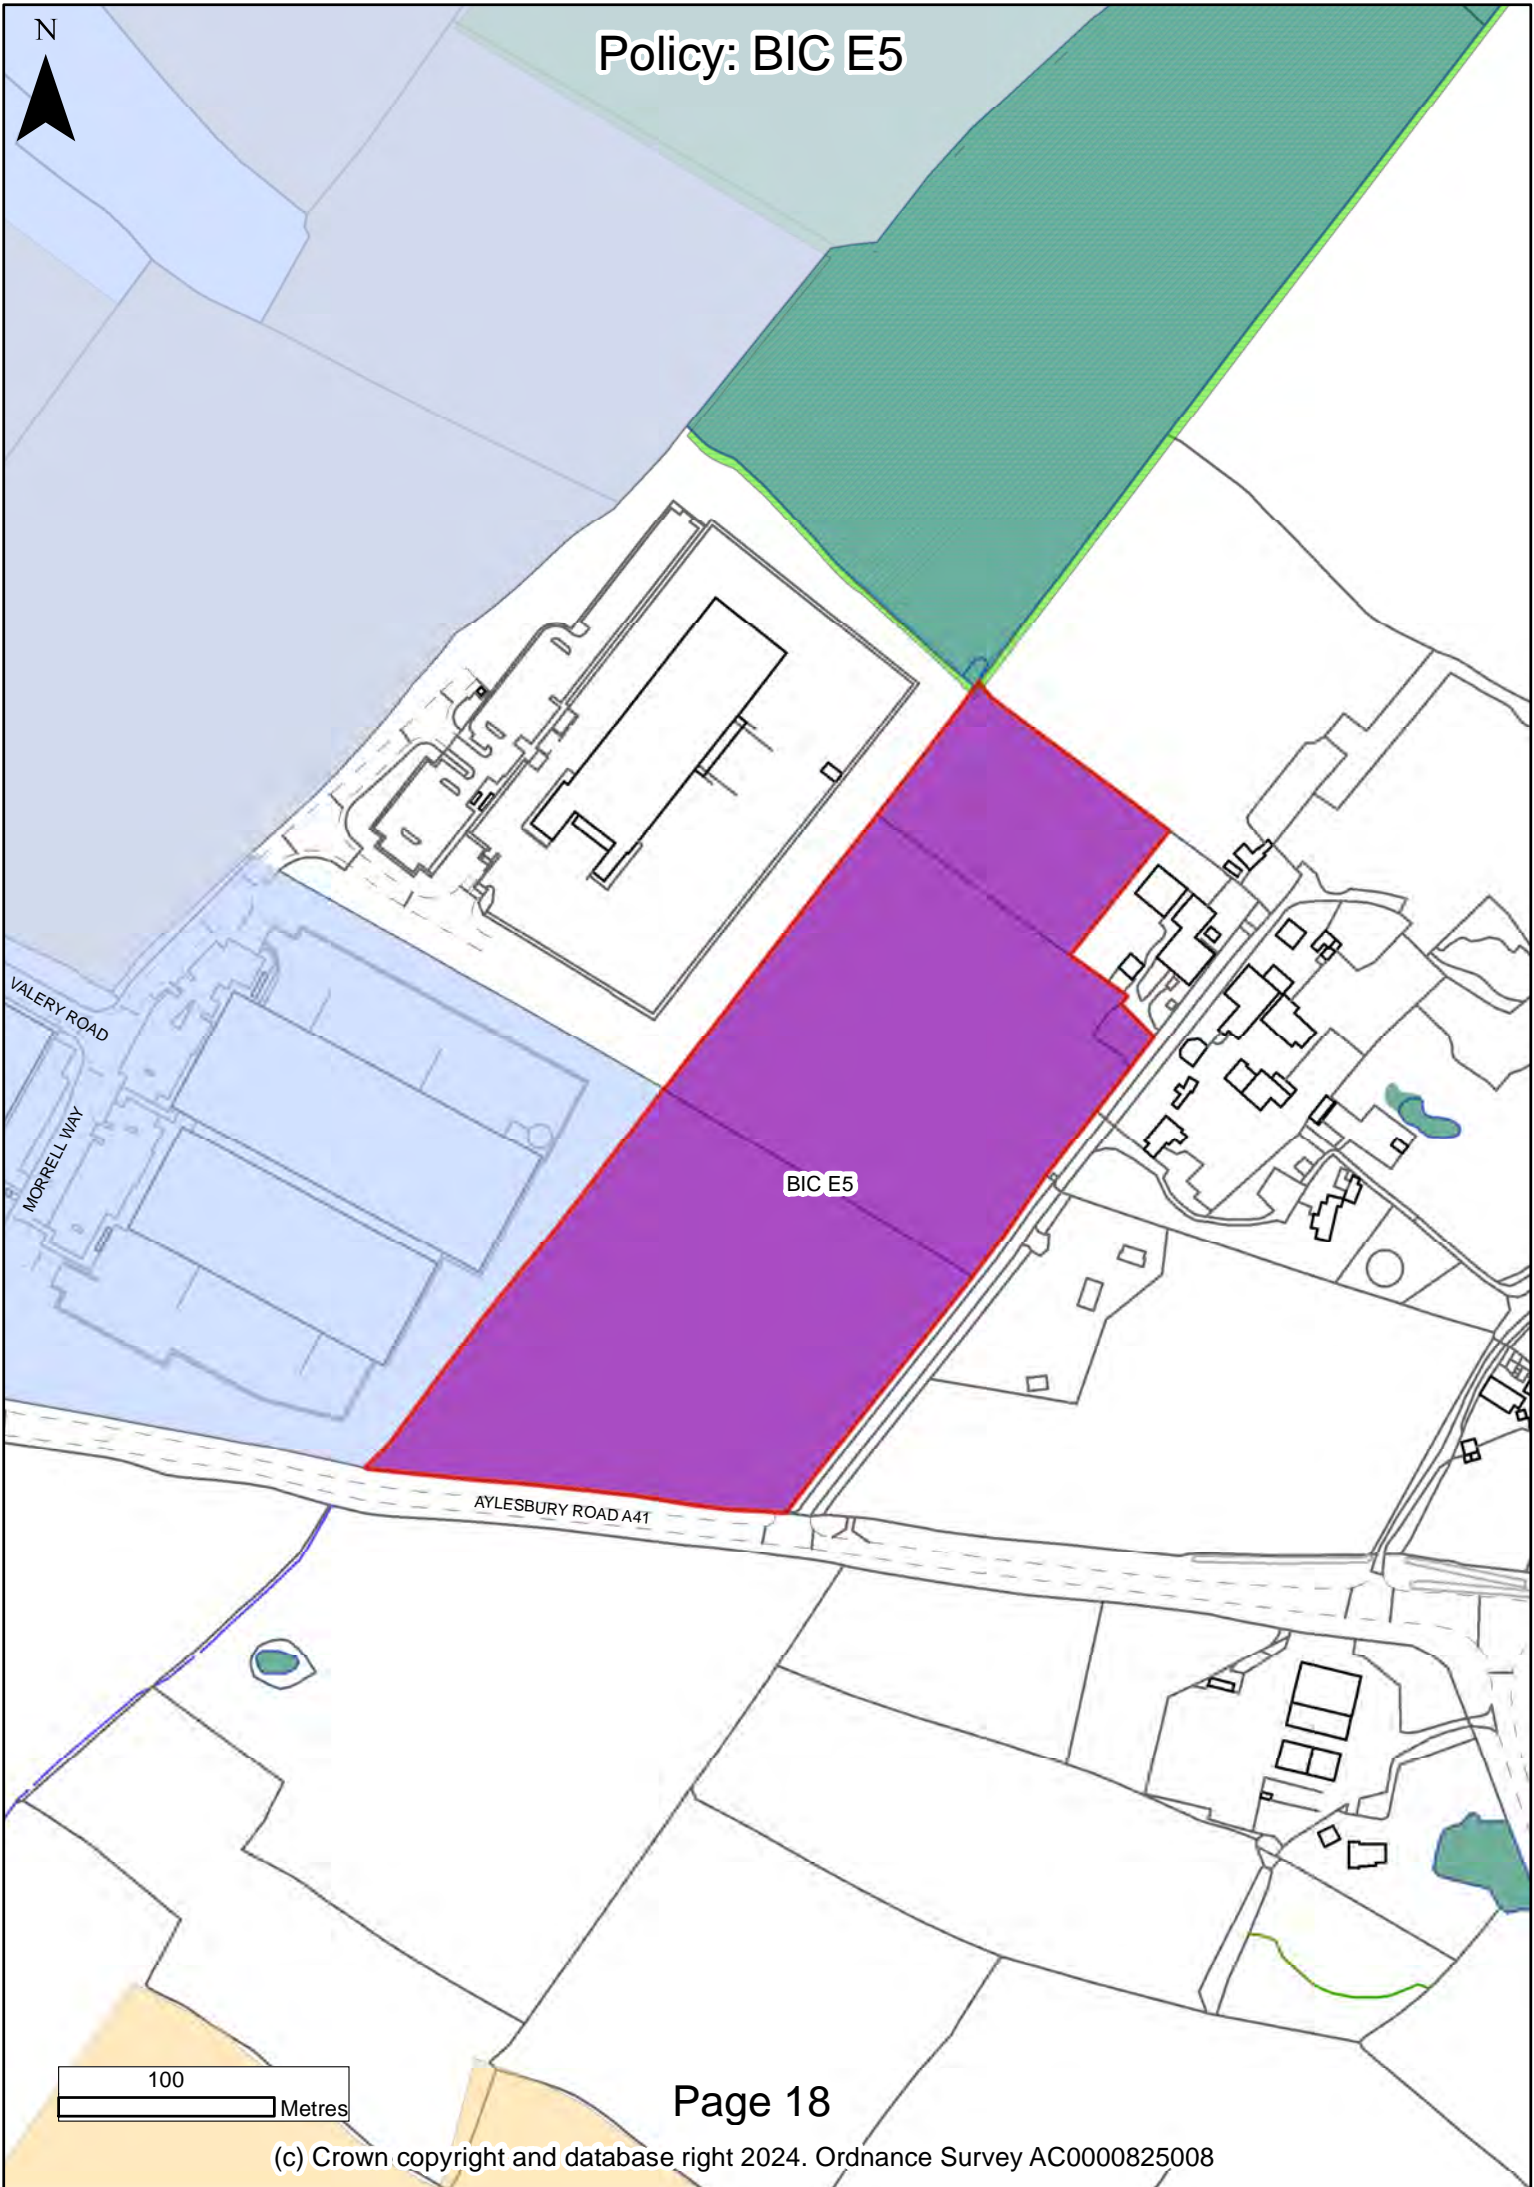 N
Policy: BIC E5
VALERY ROAD
MORRELL WAY
BIC E5
AYLESBURY ROAD A41
100
Metres
Page 18
(c) Crown copyright and database right 2024. Ordnance Survey AC0000825008